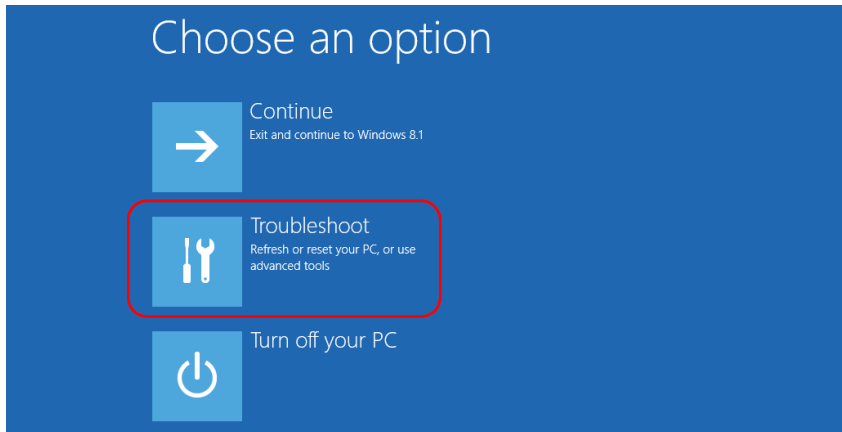 Choose an option
Continue
Exit and continue to Windows 8.1
Troubleshoot
Refresh or reset your PC, or use
advanced tools
Turn off your PC